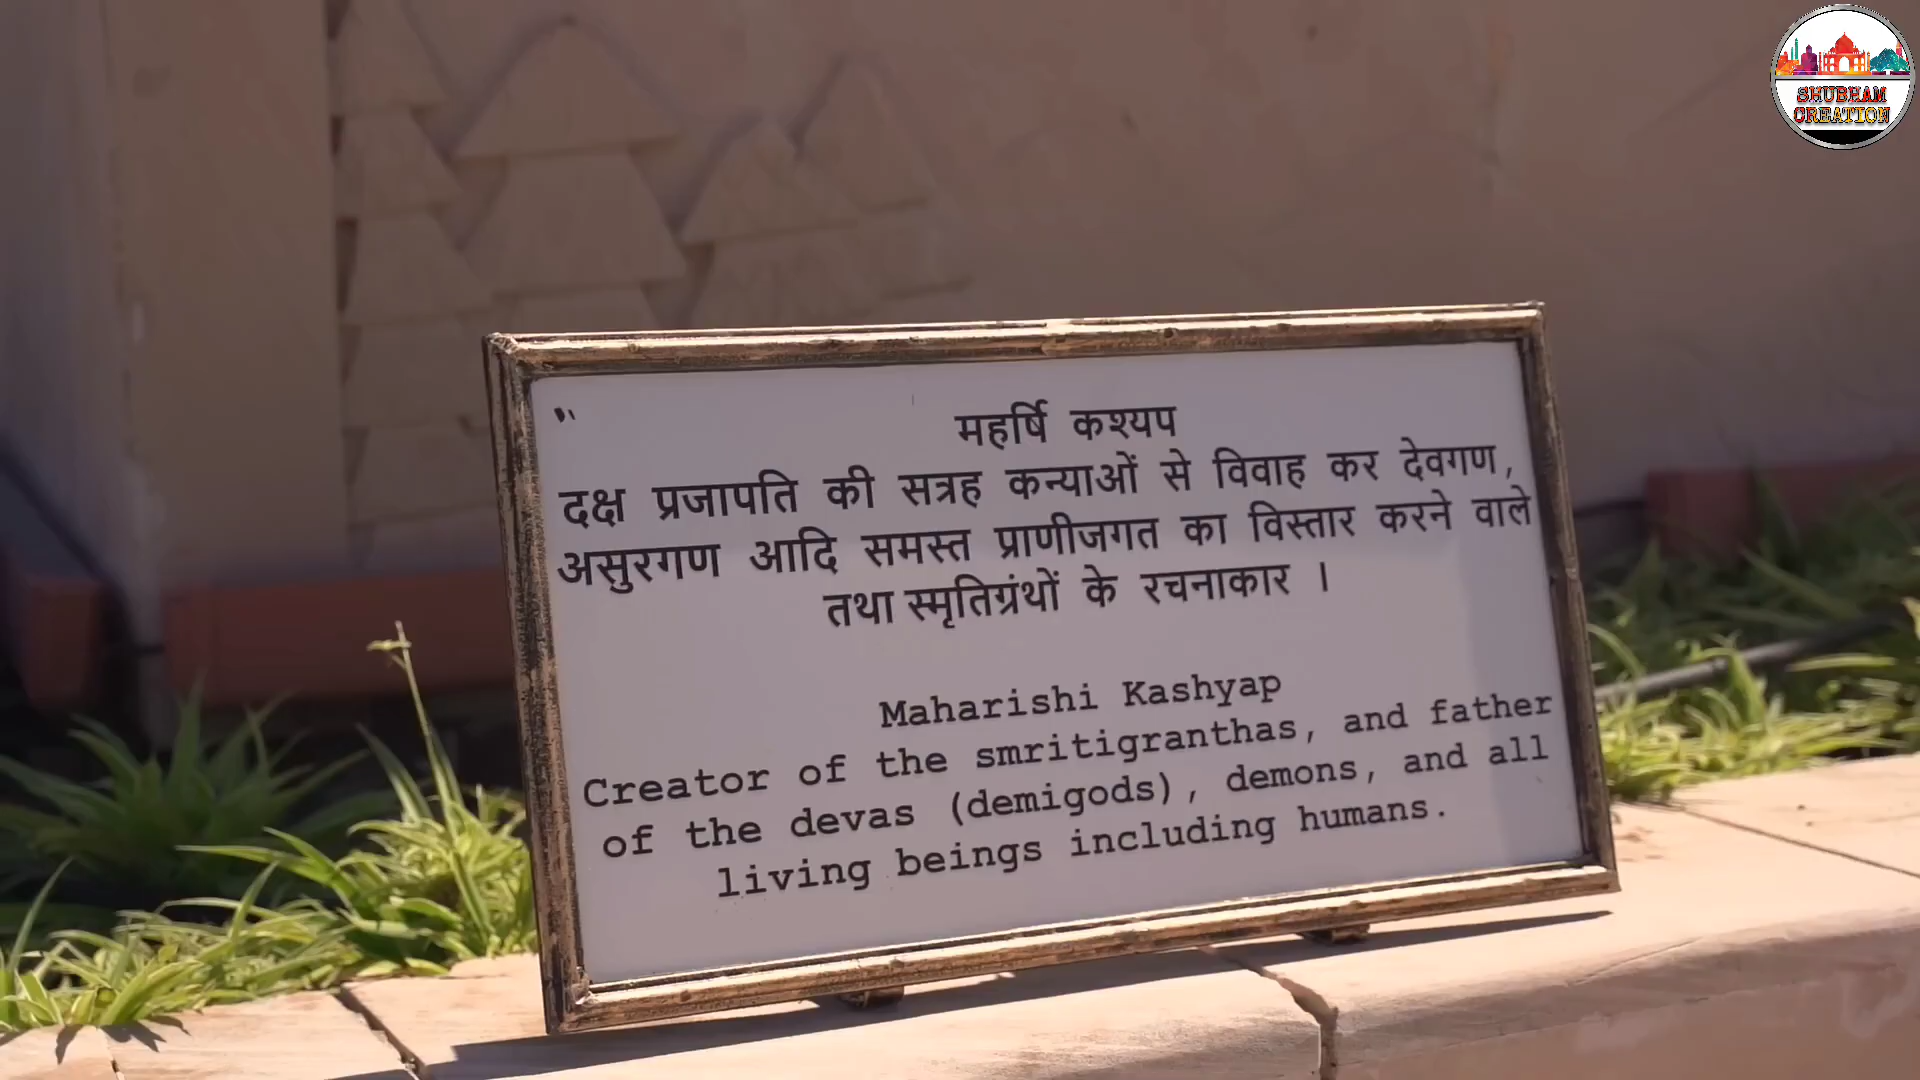 SHUBHAM
CREATION
महर्षि कश्यप
दक्ष प्रजापति की सत्रह कन्याओं से विवाह कर देवगण,
असुरगण आदि समस्त प्राणीजगत का विस्तार करने वाले
तथा स्मृतिग्रंथों के रचनाकार ।
Maharishi Kashyap
Creator of the smritigranthas, and father
of the devas (demigods), demons, and all
living beings including humans.